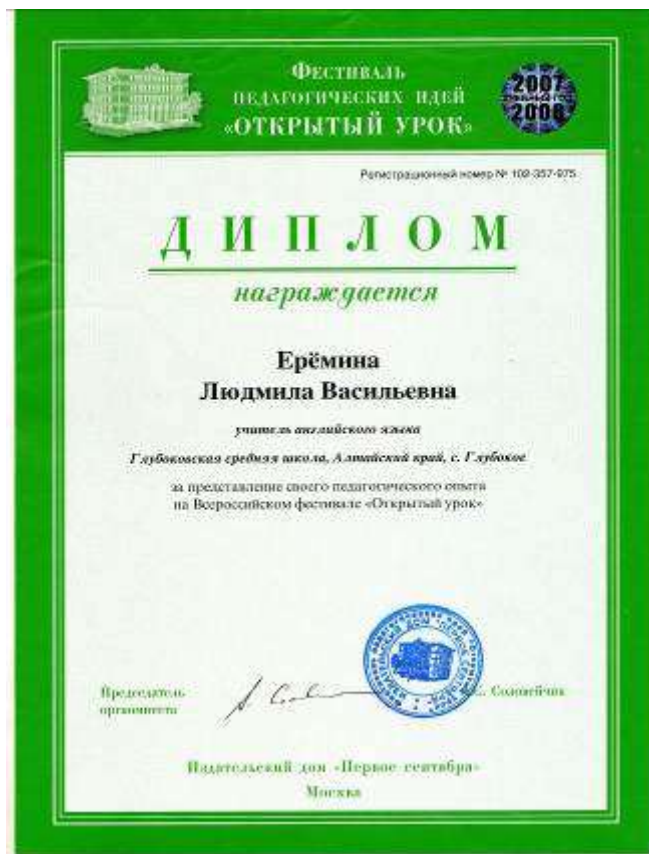 Фестиваль
педагогических идей
«ОТКРЫТЫЙ УРОК»
2007
2008
Регистрационный номер № 102-357-975
ДИПЛОМ
награждается
Ерёмина
Людмила Васильевна
учитель английского языка
Глубоковская средняя школа, Алтайский край, с. Глубокое
за представление своего педагогического опыта
на Всероссийском фестивале «Открытый урок»
Председатель
оргкомитета
Соловейчик
Издательский дом «Первое сентября»
Москва